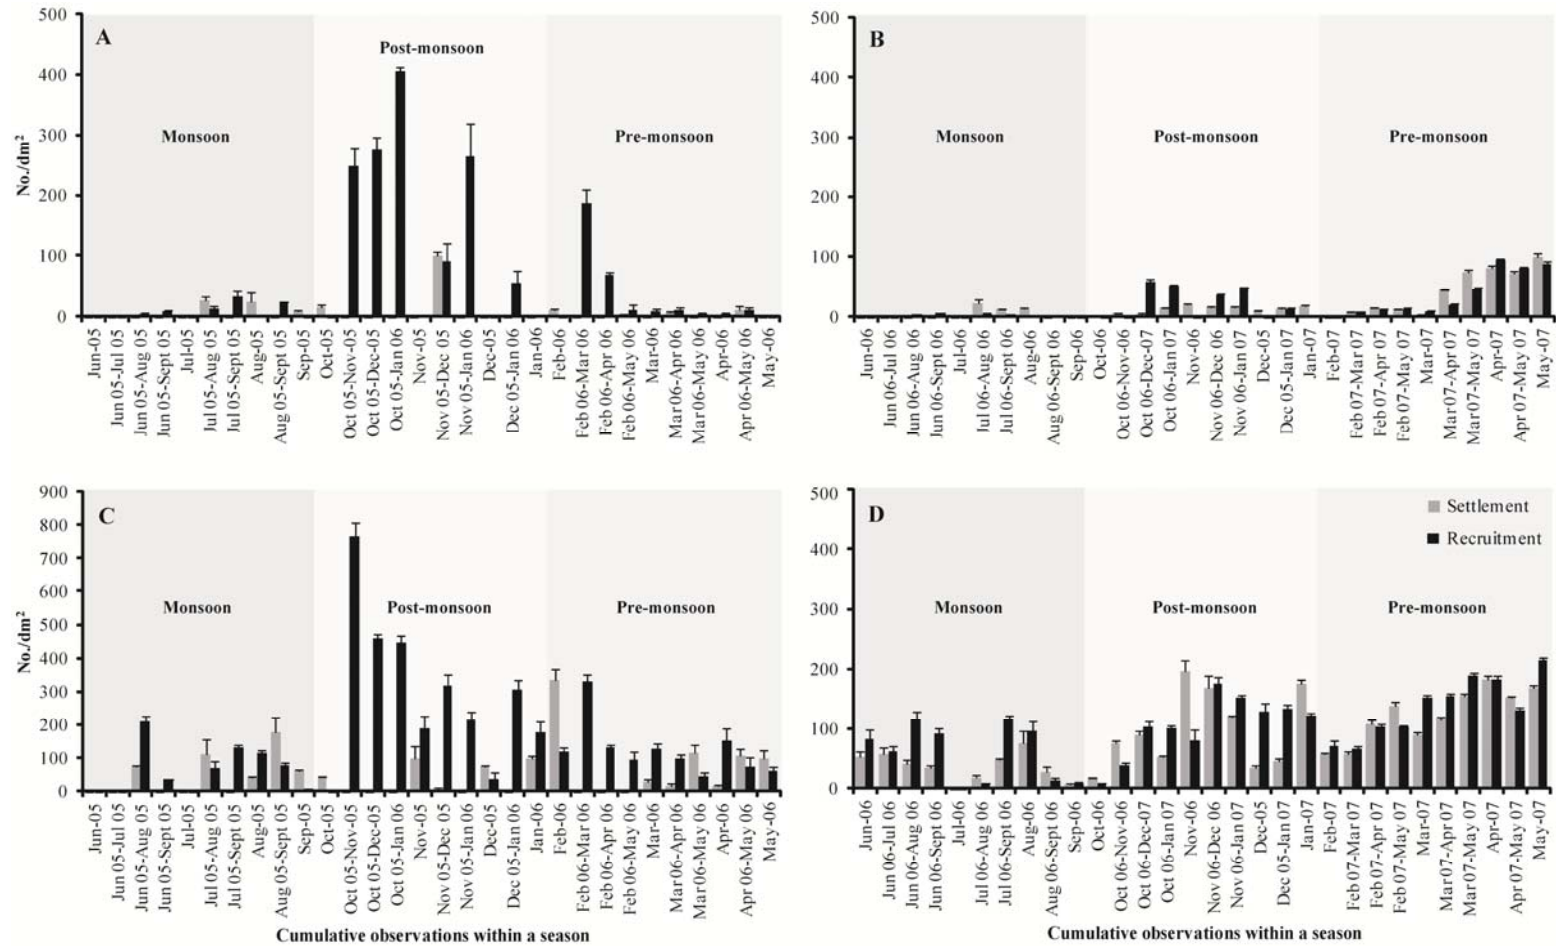 A
500
400
300
200
100
0
No./dm²
Monsoon
Post-monsoon
Pre-monsoon
Jun-05
Jun 05-Jul 05
Jun 05-Aug 05
Jun 05-Sept 05
Jul-05
Jul 05-Aug 05
Jul 05-Sept 05
Aug-05
Aug 05-Sept 05
Sep-05
Oct-05
Oct 05-Nov-05
Oct 05-Dec-05
Oct 05-Jan 06
Nov-05
Nov 05-Dec 05
Nov 05-Jan 06
Dec-05
Dec 05-Jan 06
Jan-06
Feb-06
Feb 06-Mar 06
Feb 06-Apr 06
Feb 06-May 06
Mar-06
Mar 06-Apr 06
Mar 06-May 06
Apr-06
Apr 06-May 06
May-06
B
500
400
300
200
100
0
Monsoon
Post-monsoon
Pre-monsoon
Jun-06
Jun 06-Jul 06
Jun 06-Aug 06
Jun 06-Sept 06
Jul-06
Jul 06-Aug 06
Jul 06-Sept 06
Aug-06
Aug 06-Sept 06
Sep-06
Oct-06
Oct 06-Nov-06
Oct 06-Dec-07
Oct 06-Jan 07
Nov-06
Nov 06-Dec 06
Nov 06-Jan 07
Dec-05
Dec 05-Jan 07
Jan-07
Feb-07
Feb 07-Mar 07
Feb 07-Apr 07
Feb 07-May 07
Mar-07
Mar 07-Apr 07
Mar 07-May 07
Apr-07
Apr 07-May 07
May-07
C
900
800
700
600
500
400
300
200
100
0
No./dm²
Monsoon
Post-monsoon
Pre-monsoon
Jun-05
Jun 05-Jul 05
Jun 05-Aug 05
Jun 05-Sept 05
Jul-05
Jul 05-Aug 05
Jul 05-Sept 05
Aug-05
Aug 05-Sept 05
Sep-05
Oct-05
Oct 05-Nov-05
Oct 05-Dec-05
Oct 05-Jan 06
Nov-05
Nov 05-Dec 05
Nov 05-Jan 06
Dec-05
Dec 05-Jan 06
Jan-06
Feb-06
Feb 06-Mar 06
Feb 06-Apr 06
Feb 06-May 06
Mar-06
Mar 06-Apr 06
Mar 06-May 06
Apr-06
Apr 06-May 06
May-06
Cumulative observations within a season
D
500
400
300
200
100
0
Settlement
Recruitment
Monsoon
Post-monsoon
Pre-monsoon
Jun-06
Jun 06-Jul 06
Jun 06-Aug 06
Jun 06-Sept 06
Jul-06
Jul 06-Aug 06
Jul 06-Sept 06
Aug-06
Aug 06-Sept 06
Sep-06
Oct-06
Oct 06-Nov-06
Oct 06-Dec-07
Oct 06-Jan 07
Nov-06
Nov 06-Dec 06
Nov 06-Jan 07
Dec-05
Dec 05-Jan 07
Jan-07
Feb-07
Feb 07-Mar 07
Feb 07-Apr 07
Feb 07-May 07
Mar-07
Mar 07-Apr 07
Mar 07-May 07
Apr-07
Apr 07-May 07
May-07
Cumulative observations within a season